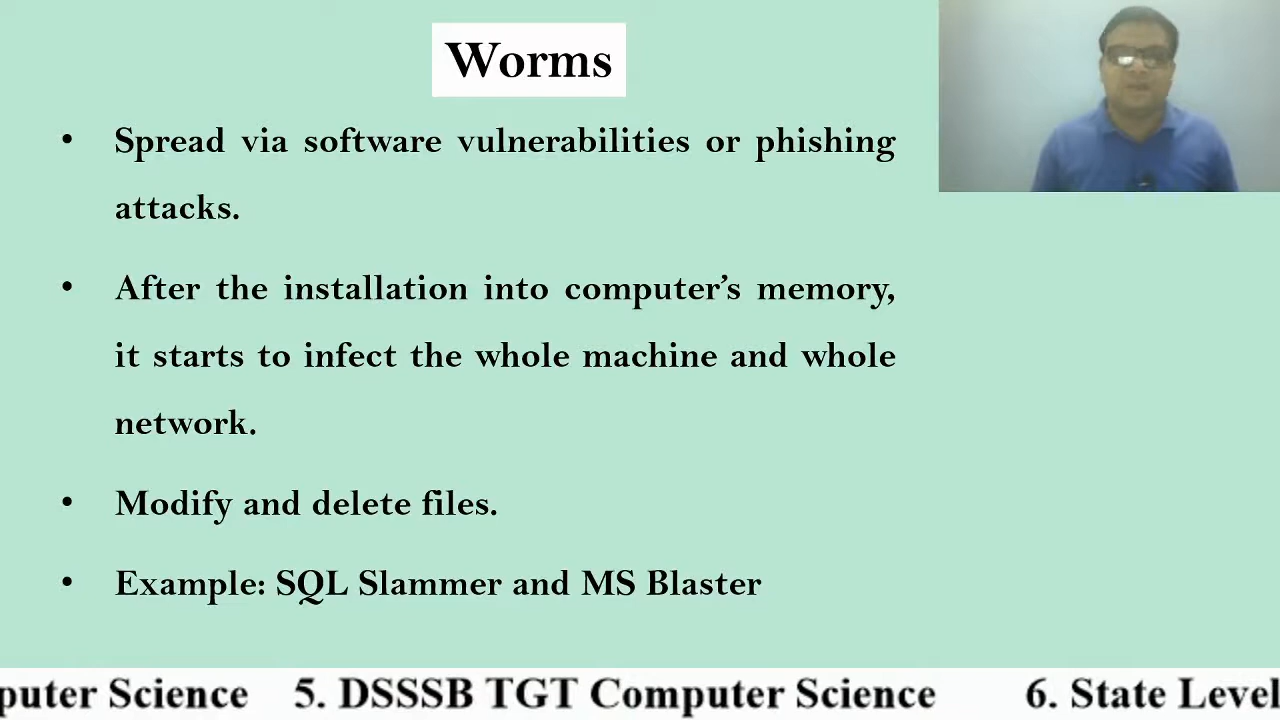 Worms
• Spread via software vulnerabilities or phishing
attacks.
• After the installation into computer’s memory,
it starts to infect the whole machine and whole
network.
• Modify and delete files.
• Example: SQL Slammer and MS Blaster
puter Science 5. DSSSB TGT Computer Science 6. State Level